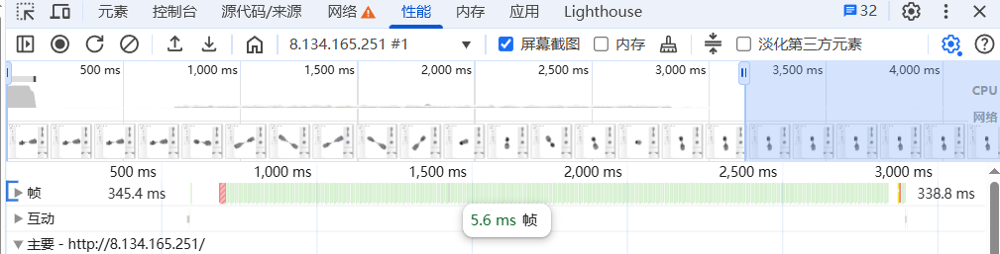 元素 控制台 源代码/来源 网络 性能 内存 应用 Lighthouse 32
8.134.165.251 #1 屏幕截图 内存 淡化第三方元素
500 ms 1,000 ms 1,500 ms 2,000 ms 2,500 ms 3,000 ms 3,500 ms 4,000 ms
CPU
网络
500 ms 1,000 ms 1,500 ms 2,000 ms 2,500 ms 3,000 ms
帧 345.4 ms 338.8 ms
互动 5.6 ms 帧
主要 - http://8.134.165.251/